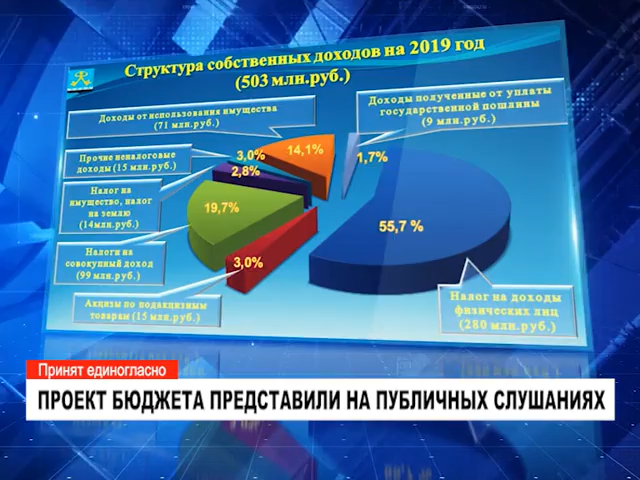 Структура собственных доходов на 2019 год
(503 млн.руб.)
Доходы от использования имущества
(71 млн.руб.)
Доходы полученные от уплаты
государственной пошлины
(9 млн.руб.)
Прочие неналоговые
доходы (15 млн.руб.)
3,0%
14,1%
1,7%
2,8%
Налог на
имущество, налог
на землю
(14млн.руб.)
19,7%
55,7 %
Налоги на
совокупный доход
(99 млн.руб.)
3,0%
Акцизы по подакцизным
товарам (15 млн.руб.)
Налог на доходы
физических лиц
(280 млн.руб.)
Принят единогласно
ПРОЕКТ БЮДЖЕТА ПРЕДСТАВИЛИ НА ПУБЛИЧНЫХ СЛУШАНИЯХ